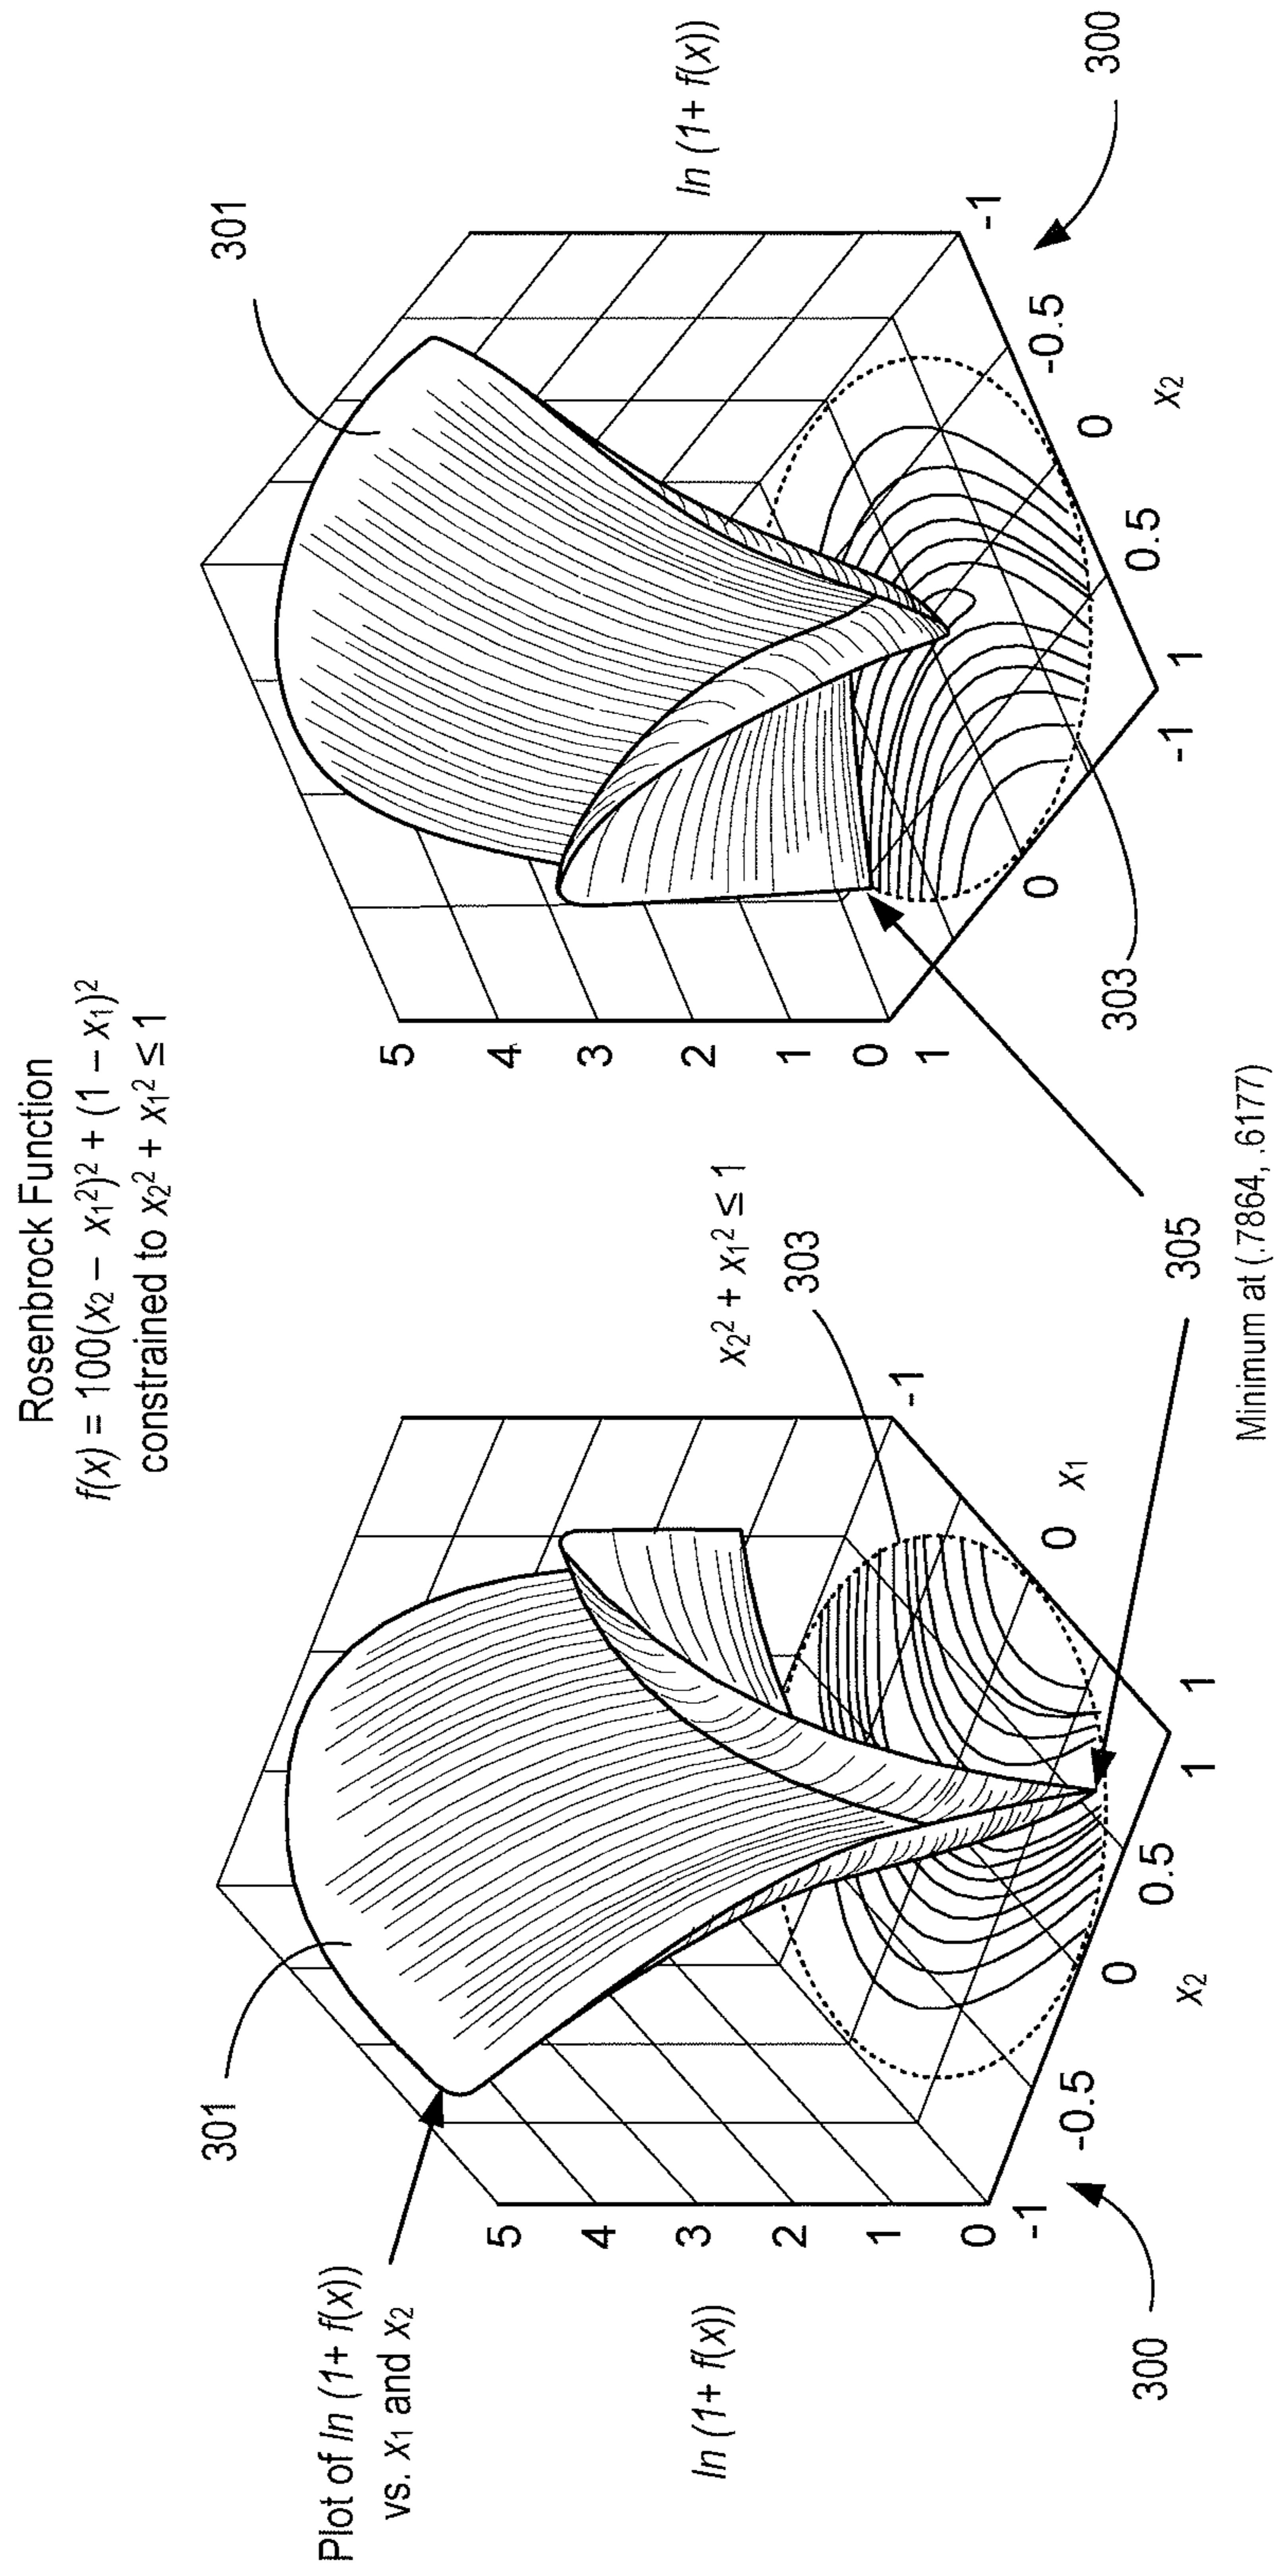 Rosenbrock Function
f(x) = 100(x₂ – x₁²)² + (1 – x₁)²
constrained to x₂² + x₁² ≤ 1
Plot of ln (1+ f(x))
vs. x₁ and x₂
301
ln (1+ f(x))
5
4
3
2
1
0
-1
-0.5
0
0.5
1
x₂
1
0
-1
x₁
x₂² + x₁² ≤ 1
303
300
305
Minimum at (.7864, .6177)
301
ln (1+ f(x))
5
4
3
2
1
0
1
0
-1
1
0.5
0
-0.5
-1
x₂
303
300